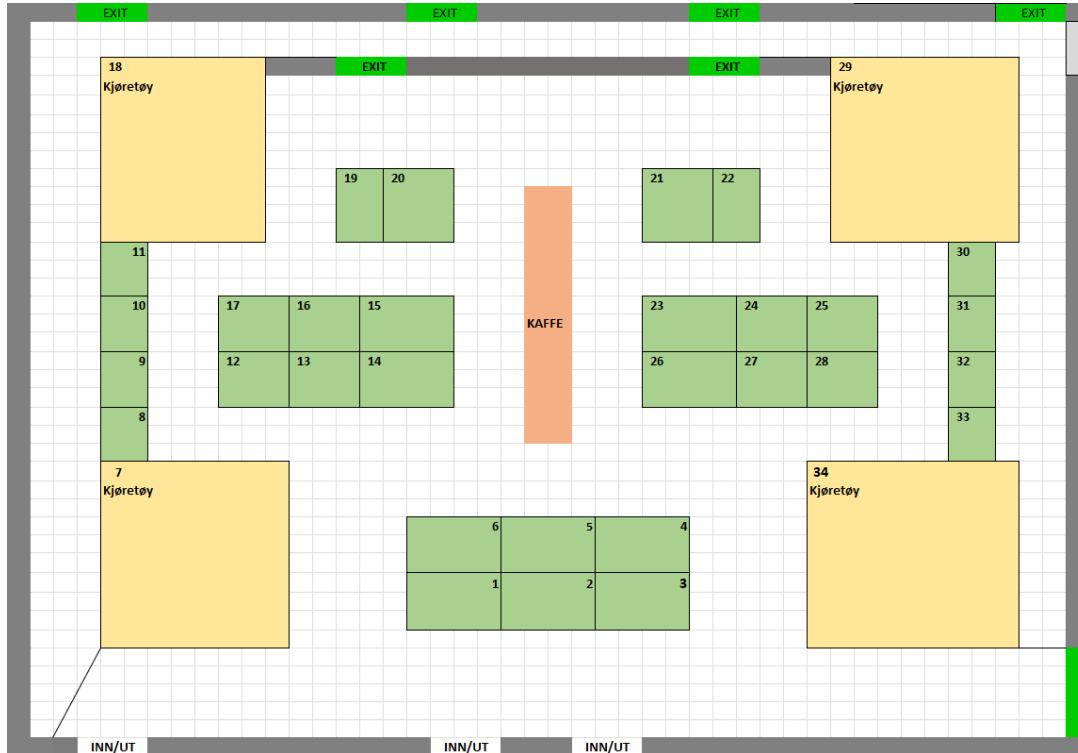 EXIT
EXIT
EXIT
EXIT
18
Kjøretøy
EXIT
EXIT
29
Kjøretøy
19
20
21
22
11
30
10
17
16
15
23
24
25
31
KAFFE
9
12
13
14
26
27
28
32
8
33
7
Kjøretøy
34
Kjøretøy
6
5
4
1
2
3
INN/UT
INN/UT
INN/UT